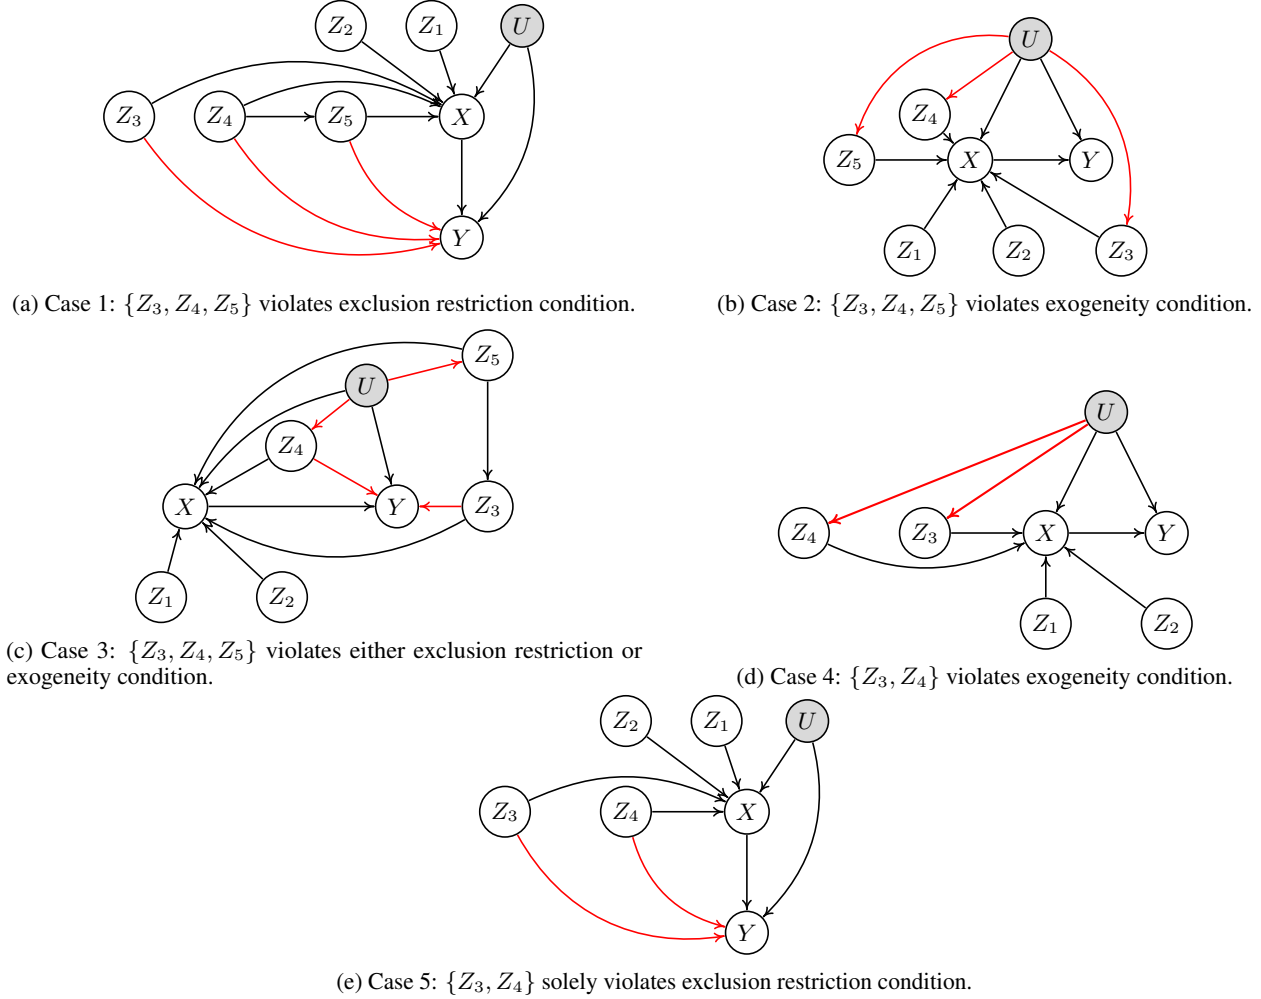 Z2 Z1 U
Z3 Z4 Z5 X
Y
(a) Case 1: {Z3, Z4, Z5} violates exclusion restriction condition.
U
Z4
Z5 X Y
Z1 Z2 Z3
(b) Case 2: {Z3, Z4, Z5} violates exogeneity condition.
Z5
U
Z4
X Y Z3
Z1 Z2
(c) Case 3: {Z3, Z4, Z5} violates either exclusion restriction or
exogeneity condition.
U
Z4 Z3 X Y
Z1 Z2
(d) Case 4: {Z3, Z4} violates exogeneity condition.
Z2 Z1 U
Z3 Z4 X
Y
(e) Case 5: {Z3, Z4} solely violates exclusion restriction condition.